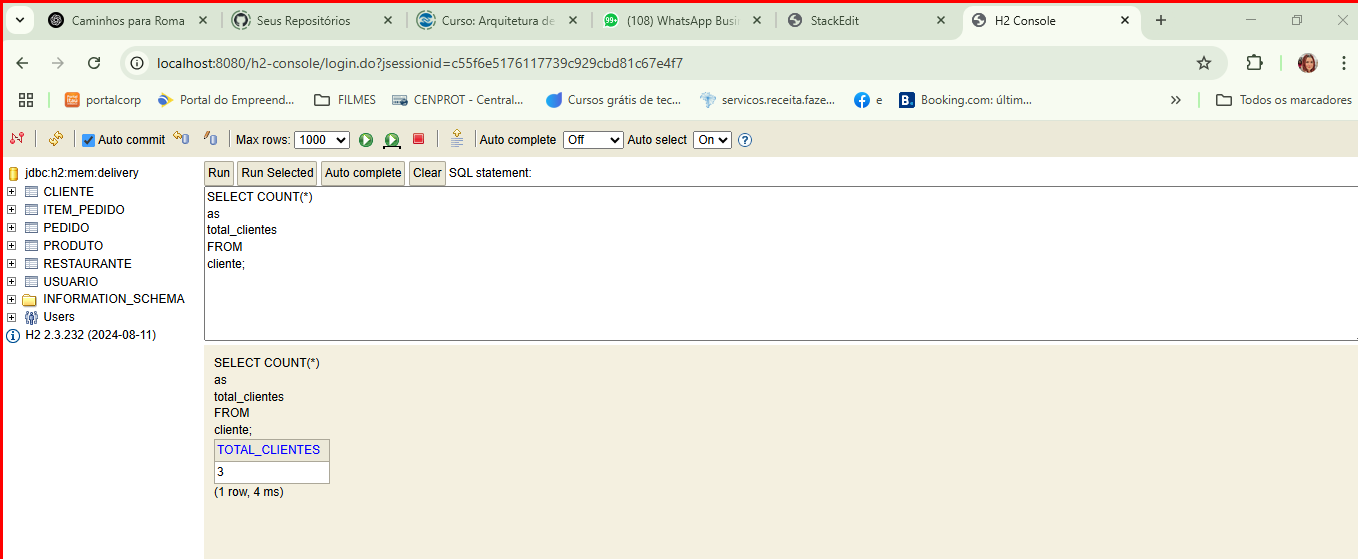 Caminhos para Roma
Seus Repositórios
Curso: Arquitetura de
99+ (108) WhatsApp Busi
StackEdit
H2 Console
localhost:8080/h2-console/login.do?jsessionid=c55f6e5176117739c929cbd81c67e4f7
portalcorp
Portal do Empreend...
FILMES
CENPROT - Central...
Cursos grátis de tec...
servicos.receita.faze...
e
Booking.com: últim...
Todos os marcadores
Auto commit
Max rows: 1000
Auto complete Off
Auto select On
jdbc:h2:mem:delivery
CLIENTE
ITEM_PEDIDO
PEDIDO
PRODUTO
RESTAURANTE
USUARIO
INFORMATION_SCHEMA
Users
H2 2.3.232 (2024-08-11)
Run Run Selected Auto complete Clear SQL statement:
SELECT COUNT(*)
as
total_clientes
FROM
cliente;
SELECT COUNT(*)
as
total_clientes
FROM
cliente;
TOTAL_CLIENTES
3
(1 row, 4 ms)